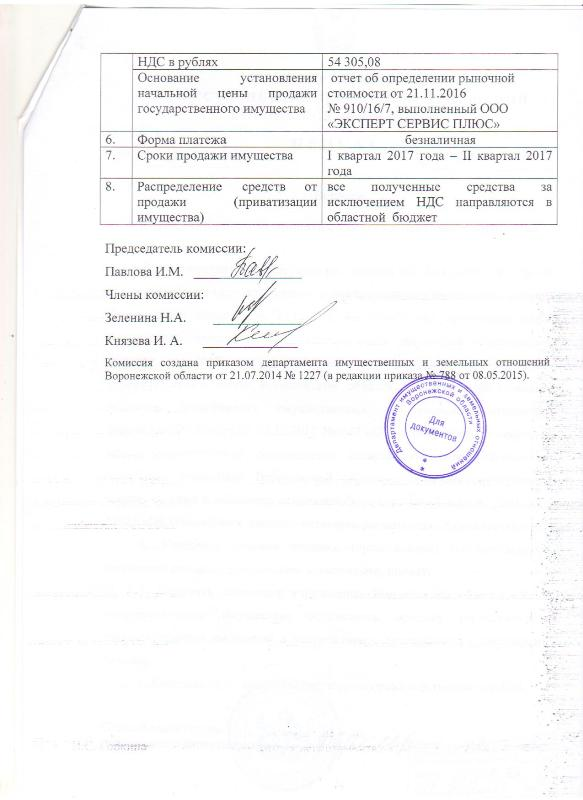 НДС в рублях 54 305,08
Основание установления отчет об определении рыночной
начальной цены продажи стоимости от 21.11.2016
государственного имущества № 910/16/7, выполненный ООО
«ЭКСПЕРТ СЕРВИС ПЛЮС»
6. Форма платежа безналичная
7. Сроки продажи имущества I квартал 2017 года – II квартал 2017
года
8. Распределение средств от все полученные средства за
продажи (приватизации исключением НДС направляются в
имущества) областной бюджет
Председатель комиссии:
Павлова И.М.
Члены комиссии:
Зеленина Н.А.
Князева И. А.
Комиссия создана приказом департамента имущественных и земельных отношений
Воронежской области от 21.07.2014 № 1227 (в редакции приказа № 788 от 08.05.2015).
Департамент имущественных и земельных отношений
Воронежской области
Для
документов